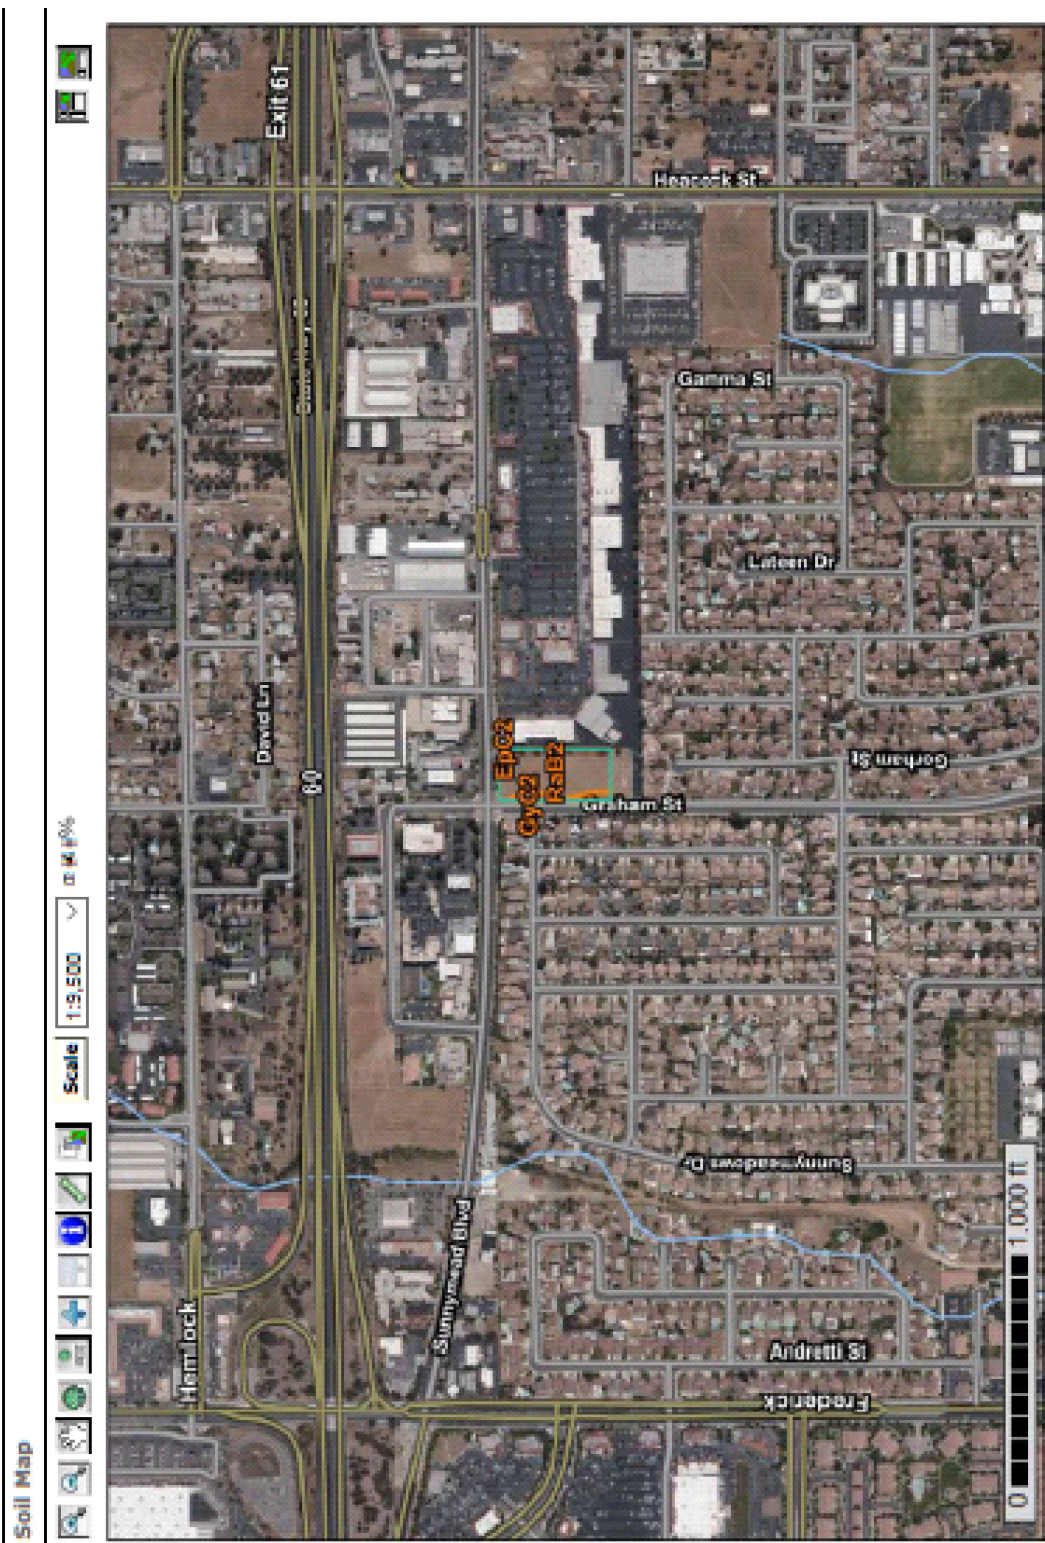 Soil Map
Scale
1:9,500
Exit 61
Heacock St
Hemlock
David Ln
60
Sunnymead Blvd
EpC2
GyC2
RaB2
Graham St
Gamma St
Lateen Dr
Gorham St
Sunnymeadows Dr
Andretti St
Frederick
0
1,000 ft